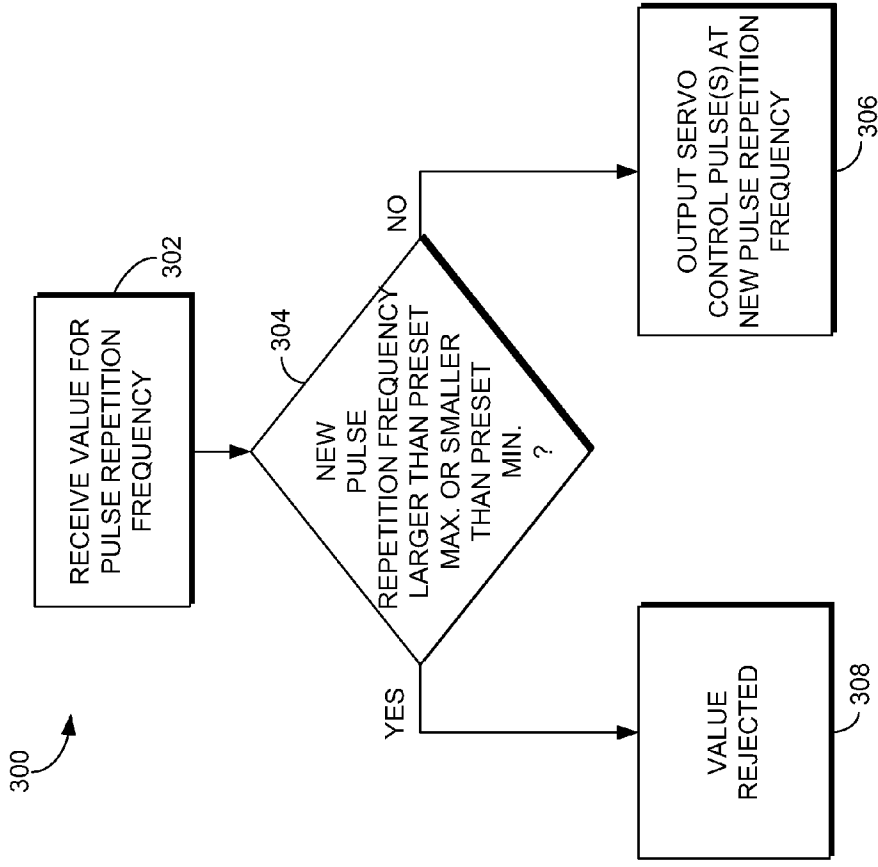 300
RECEIVE VALUE FOR
PULSE REPETITION
FREQUENCY
302
304
NEW
PULSE
REPETITION FREQUENCY
LARGER THAN PRESET
MAX. OR SMALLER
THAN PRESET
MIN.
?
YES
NO
VALUE
REJECTED
308
OUTPUT SERVO
CONTROL PULSE(S) AT
NEW PULSE REPETITION
FREQUENCY
306